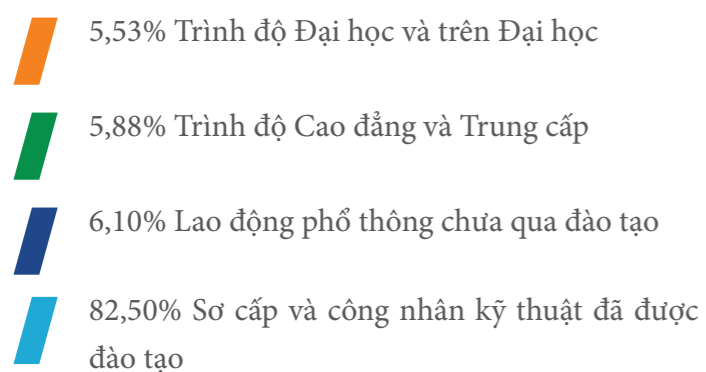 5,53% Trình độ Đại học và trên Đại học
5,88% Trình độ Cao đẳng và Trung cấp
6,10% Lao động phổ thông chưa qua đào tạo
82,50% Sơ cấp và công nhân kỹ thuật đã được
đào tạo